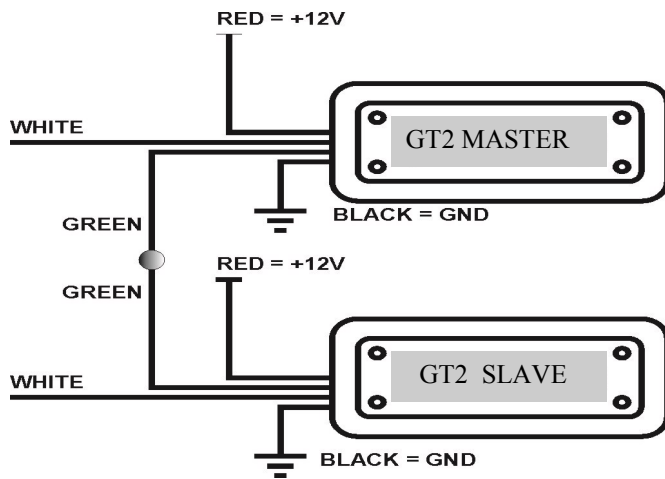 RED = +12V
WHITE
GT2 MASTER
BLACK = GND
GREEN
GREEN
RED = +12V
WHITE
GT2 SLAVE
BLACK = GND